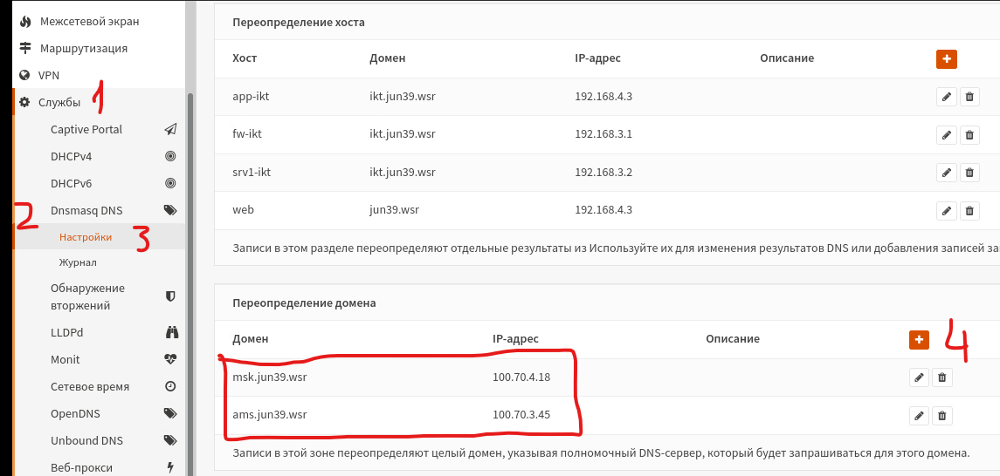 Межсетевой экран
Маршрутизация
VPN
Службы 1
Captive Portal
DHCPv4
DHCPv6
2 Dnsmasq DNS
Настройки 3
Журнал
Обнаружение
вторжений
LLDPd
Monit
Сетевое время
OpenDNS
Unbound DNS
Веб-прокси
Переопределение хоста
Хост Домен IP-адрес Описание
app-ikt ikt.jun39.wsr 192.168.4.3
fw-ikt ikt.jun39.wsr 192.168.3.1
srv1-ikt ikt.jun39.wsr 192.168.3.2
web jun39.wsr 192.168.4.3
Записи в этом разделе переопределяют отдельные результаты из Используйте их для изменения результатов DNS или добавления записей за
Переопределение домена
Домен IP-адрес Описание 4
msk.jun39.wsr 100.70.4.18
ams.jun39.wsr 100.70.3.45
Записи в этой зоне переопределяют целый домен, указывая полномочный DNS-сервер, который будет запрашиваться для этого домена.